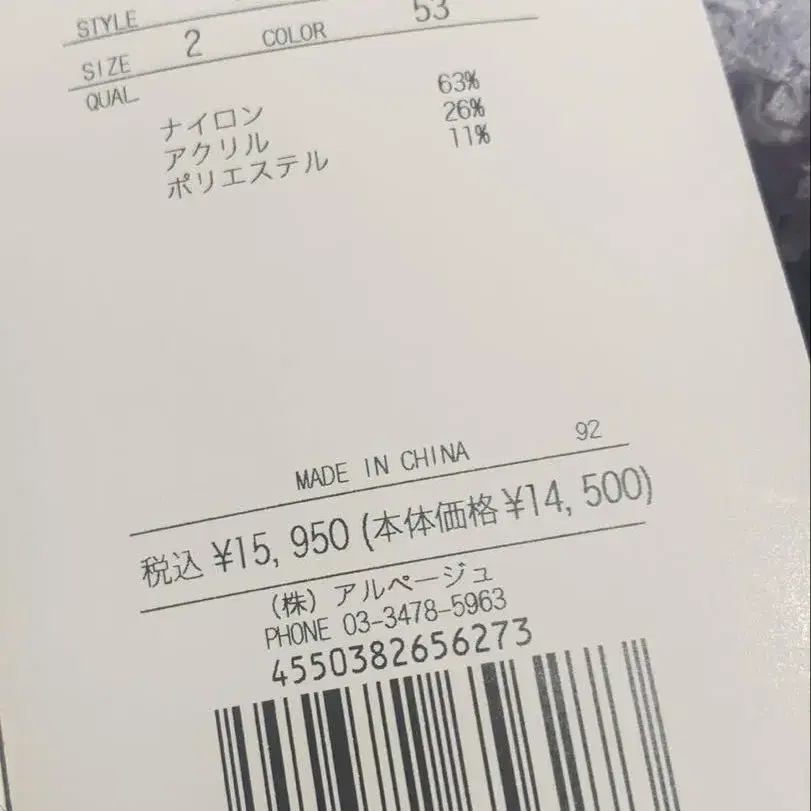 STYLE
SIZE 2 COLOR 53
QUAL
ナイロン 63%
アクリル 26%
ポリエステル 11%
MADE IN CHINA 92
税込 ¥15,950 (本体価格 ¥14,500)
(株) アルページュ
PHONE 03-3478-5963
4550382656273